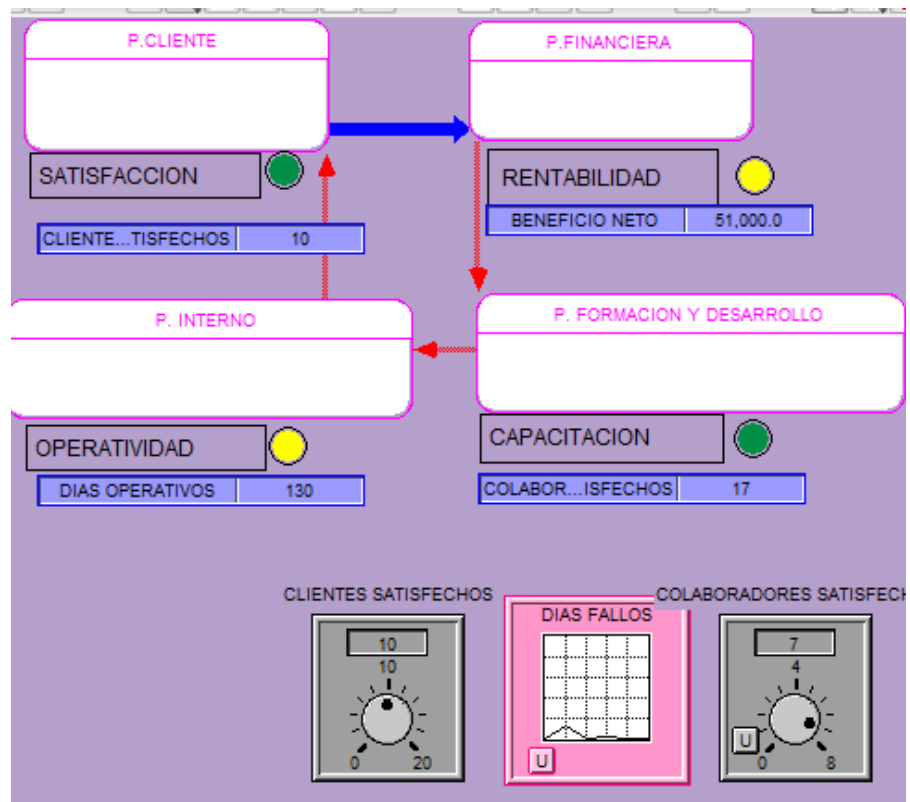 P.CLIENTE
P.FINANCIERA
SATISFACCION
RENTABILIDAD
CLIENTE...TISFECHOS 10
BENEFICIO NETO 51,000.0
P. INTERNO
P. FORMACION Y DESARROLLO
OPERATIVIDAD
CAPACITACION
DIAS OPERATIVOS 130
COLABOR...ISFECHOS 17
CLIENTES SATISFECHOS
10
10
0 20
DIAS FALLOS
U
COLABORADORES SATISFECH
7
4
U
0 8